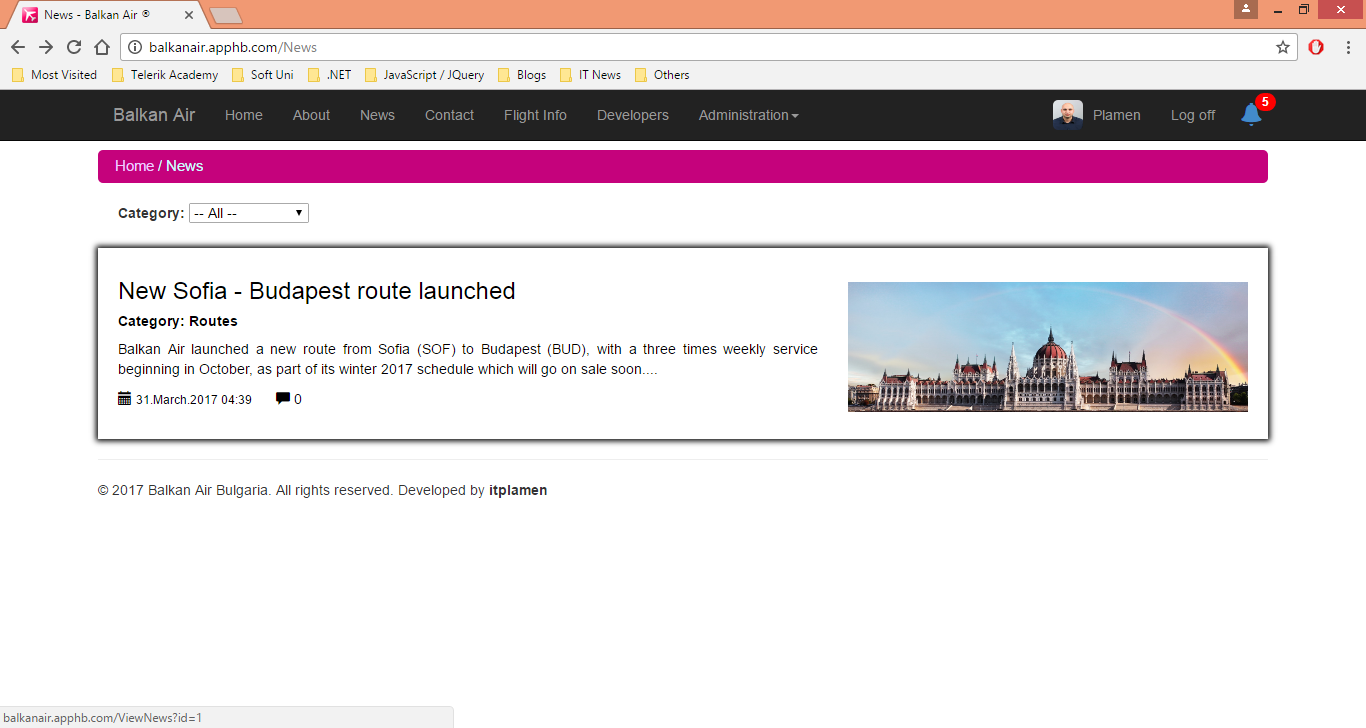 News - Balkan Air ®
balkanair.apphb.com/News
Most Visited Telerik Academy Soft Uni .NET JavaScript / JQuery Blogs IT News Others
Balkan Air Home About News Contact Flight Info Developers Administration Plamen Log off 5
Home / News
Category: -- All --
New Sofia - Budapest route launched
Category: Routes
Balkan Air launched a new route from Sofia (SOF) to Budapest (BUD), with a three times weekly service
beginning in October, as part of its winter 2017 schedule which will go on sale soon....
31.March.2017 04:39 0
© 2017 Balkan Air Bulgaria. All rights reserved. Developed by itplamen
balkanair.apphb.com/ViewNews?id=1